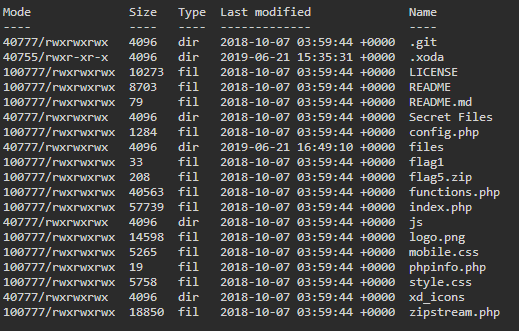 Mode Size Type Last modified Name
---- ---- ---- ------------- ----
40777/rwxrwxrwx 4096 dir 2018-10-07 03:59:44 +0000 .git
40755/rwxr-xr-x 4096 dir 2019-06-21 15:35:31 +0000 .xoda
100777/rwxrwxrwx 10273 fil 2018-10-07 03:59:44 +0000 LICENSE
100777/rwxrwxrwx 8703 fil 2018-10-07 03:59:44 +0000 README
100777/rwxrwxrwx 79 fil 2018-10-07 03:59:44 +0000 README.md
40777/rwxrwxrwx 4096 dir 2018-10-07 03:59:44 +0000 Secret Files
100777/rwxrwxrwx 1284 fil 2018-10-07 03:59:44 +0000 config.php
40777/rwxrwxrwx 4096 dir 2019-06-21 16:49:10 +0000 files
100777/rwxrwxrwx 33 fil 2018-10-07 03:59:44 +0000 flag1
100777/rwxrwxrwx 208 fil 2018-10-07 03:59:44 +0000 flag5.zip
100777/rwxrwxrwx 40563 fil 2018-10-07 03:59:44 +0000 functions.php
100777/rwxrwxrwx 57739 fil 2018-10-07 03:59:44 +0000 index.php
40777/rwxrwxrwx 4096 dir 2018-10-07 03:59:44 +0000 js
100777/rwxrwxrwx 14598 fil 2018-10-07 03:59:44 +0000 logo.png
100777/rwxrwxrwx 5265 fil 2018-10-07 03:59:44 +0000 mobile.css
100777/rwxrwxrwx 19 fil 2018-10-07 03:59:44 +0000 phpinfo.php
100777/rwxrwxrwx 5758 fil 2018-10-07 03:59:44 +0000 style.css
40777/rwxrwxrwx 4096 dir 2018-10-07 03:59:44 +0000 xd_icons
100777/rwxrwxrwx 18850 fil 2018-10-07 03:59:44 +0000 zipstream.php